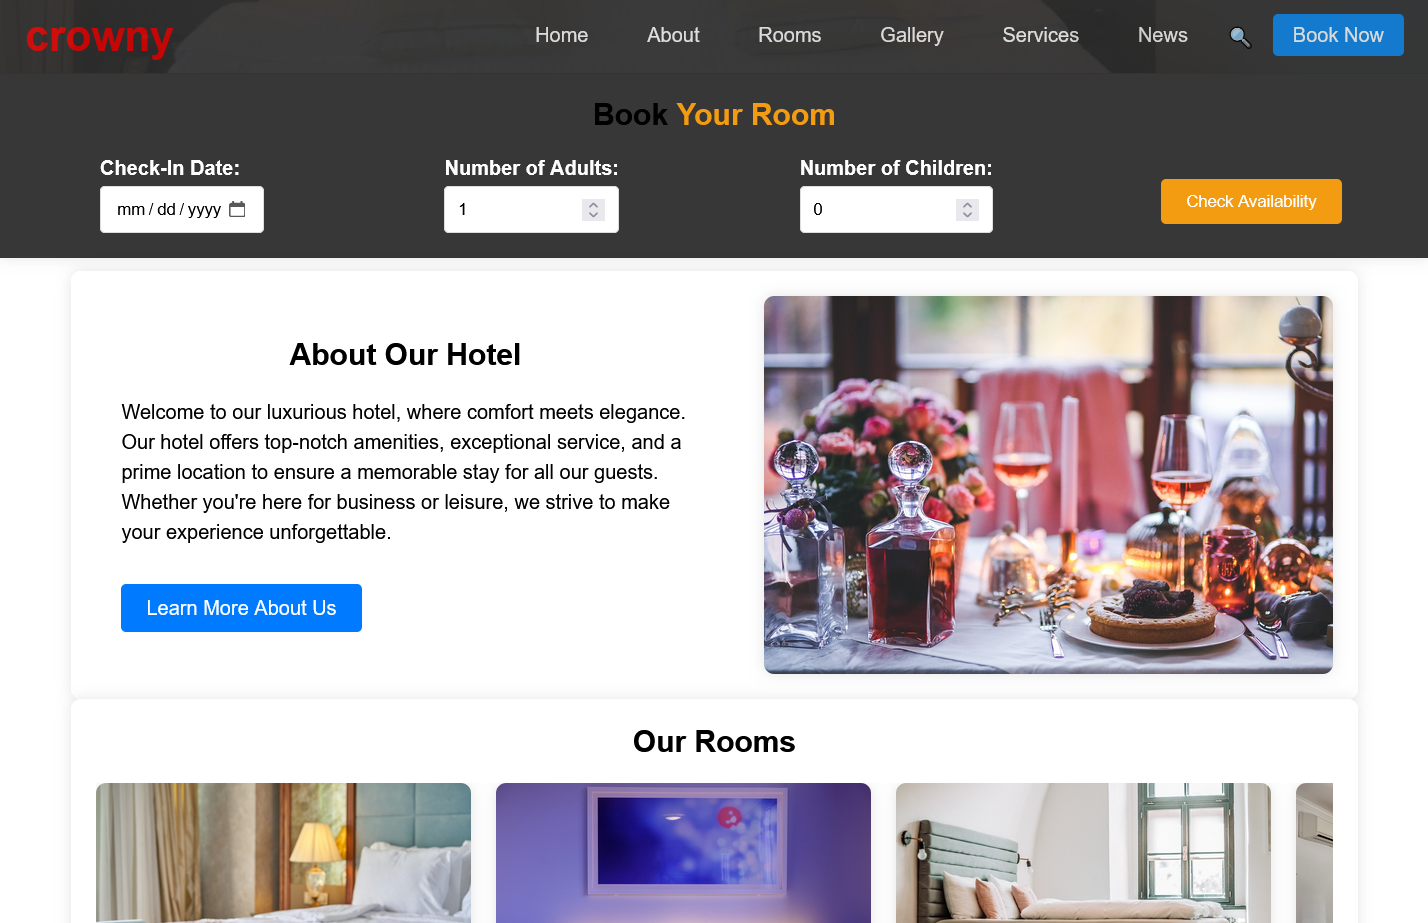 crowny
Home About Rooms Gallery Services News Book Now
Book Your Room
Check-In Date: Number of Adults: Number of Children:
mm / dd / yyyy 1 0 Check Availability
About Our Hotel
Welcome to our luxurious hotel, where comfort meets elegance.
Our hotel offers top-notch amenities, exceptional service, and a
prime location to ensure a memorable stay for all our guests.
Whether you're here for business or leisure, we strive to make
your experience unforgettable.
Learn More About Us
Our Rooms